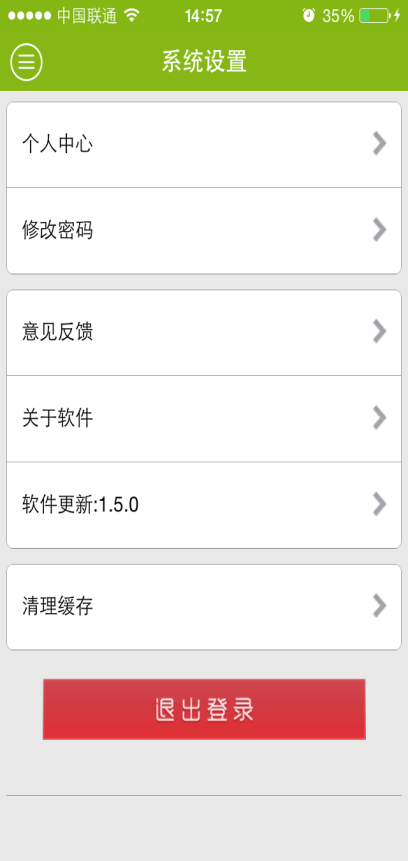 中国联通 14:57 35%
系统设置
个人中心
修改密码
意见反馈
关于软件
软件更新:1.5.0
清理缓存
退出登录